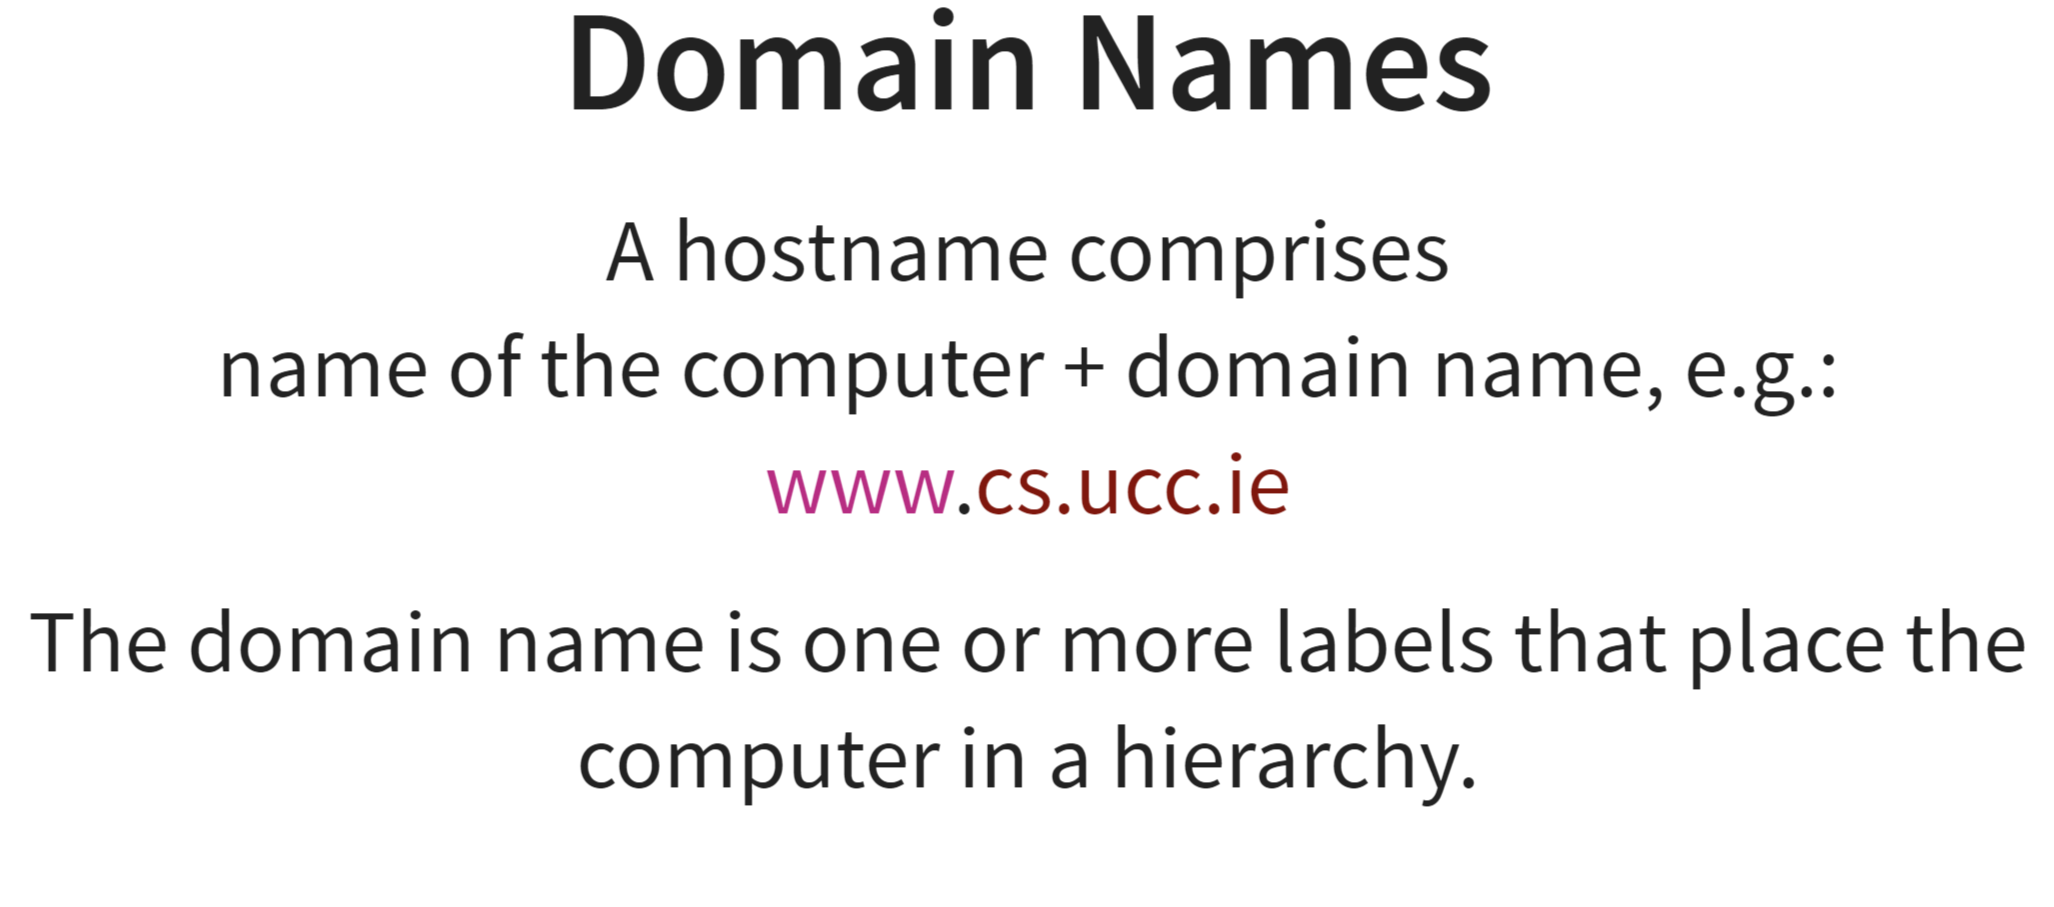 Domain Names
A hostname comprises
name of the computer + domain name, e.g.:
www.cs.ucc.ie
The domain name is one or more labels that place the
computer in a hierarchy.